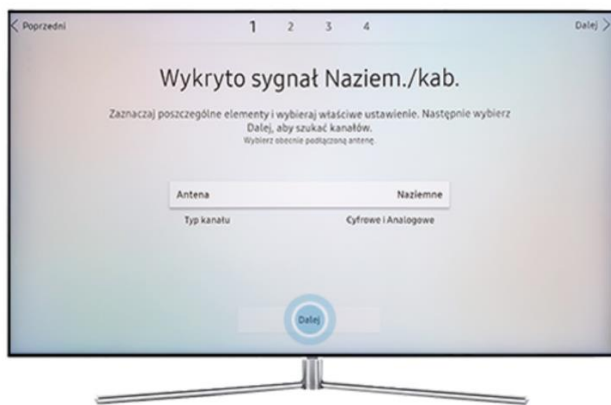 Poprzedni 1 2 3 4 Dalej
Wykryto sygnał Naziem./kab.
Zaznaczaj poszczególne elementy i wybieraj właściwe ustawienie. Następnie wybierz
Dalej, aby szukać kanałów.
Wybierz obecnie podłączoną antenę.
Antena Naziemne
Typ kanału Cyfrowe i Analogowe
Dalej